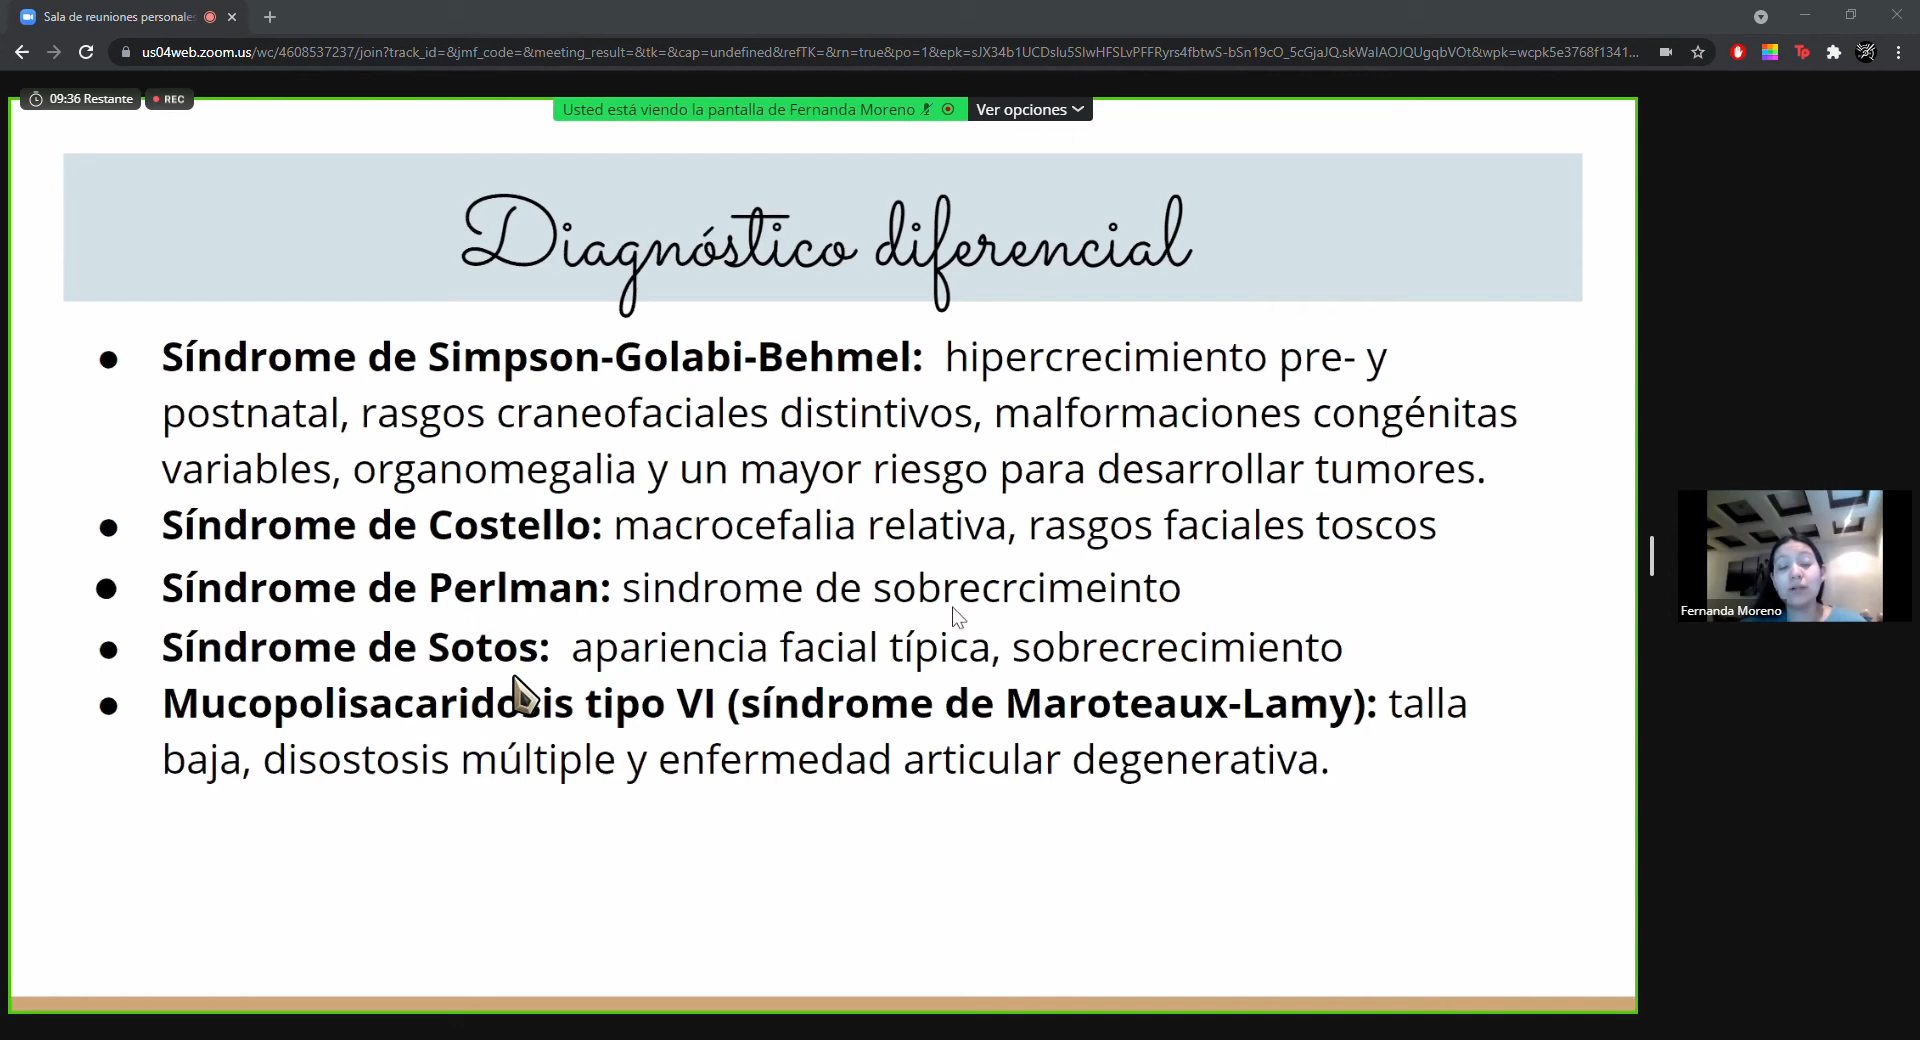 Sala de reuniones personales
us04web.zoom.us/wc/4608537237/join?track_id=&jmf_code=&meeting_result=&tk=&cap=undefined&refTK=&rn=true&po=1&epk=sJX34b1UCDslu5SlwHFSLvPFFRyrs4fbtwS-bSn19cO_5cGjaJQ.skWaIAOJQUgqbVOt&wpk=wcpk5e3768f1341...
09:36 Restante
REC
Usted está viendo la pantalla de Fernanda Moreno
Ver opciones
Diagnóstico diferencial
● Síndrome de Simpson-Golabi-Behmel: hipercrecimiento pre- y
postnatal, rasgos craneofaciales distintivos, malformaciones congénitas
variables, organomegalia y un mayor riesgo para desarrollar tumores.
● Síndrome de Costello: macrocefalia relativa, rasgos faciales toscos
● Síndrome de Perlman: sindrome de sobrecrcimeinto
● Síndrome de Sotos: apariencia facial típica, sobrecrecimiento
● Mucopolisacaridosis tipo VI (síndrome de Maroteaux-Lamy): talla
baja, disostosis múltiple y enfermedad articular degenerativa.
Fernanda Moreno